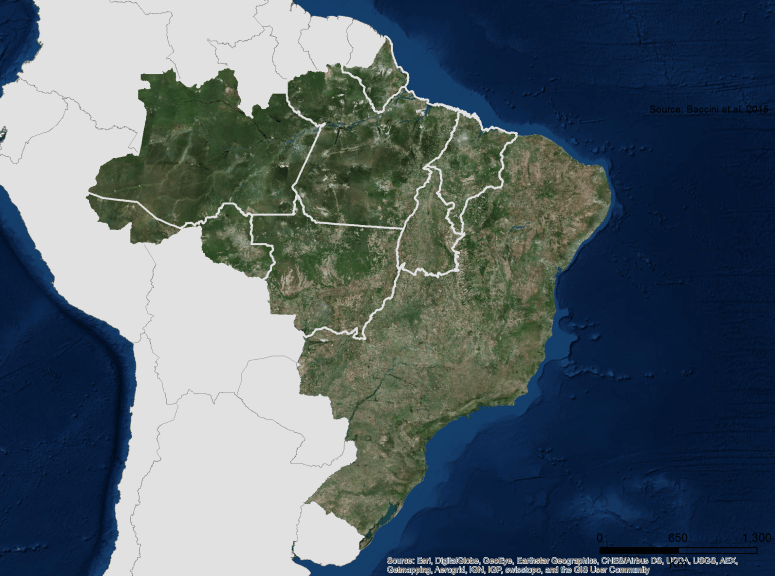 Source, Baccini et al, 2015
0 650 1,300
Source: Esri, DigitalGlobe, GeoEye, Earthstar Geographics, CNES/Airbus DS, USDA, USGS, AEX,
Getmapping, Aerogrid, IGN, IGP, swisstopo, and the GIS User Community